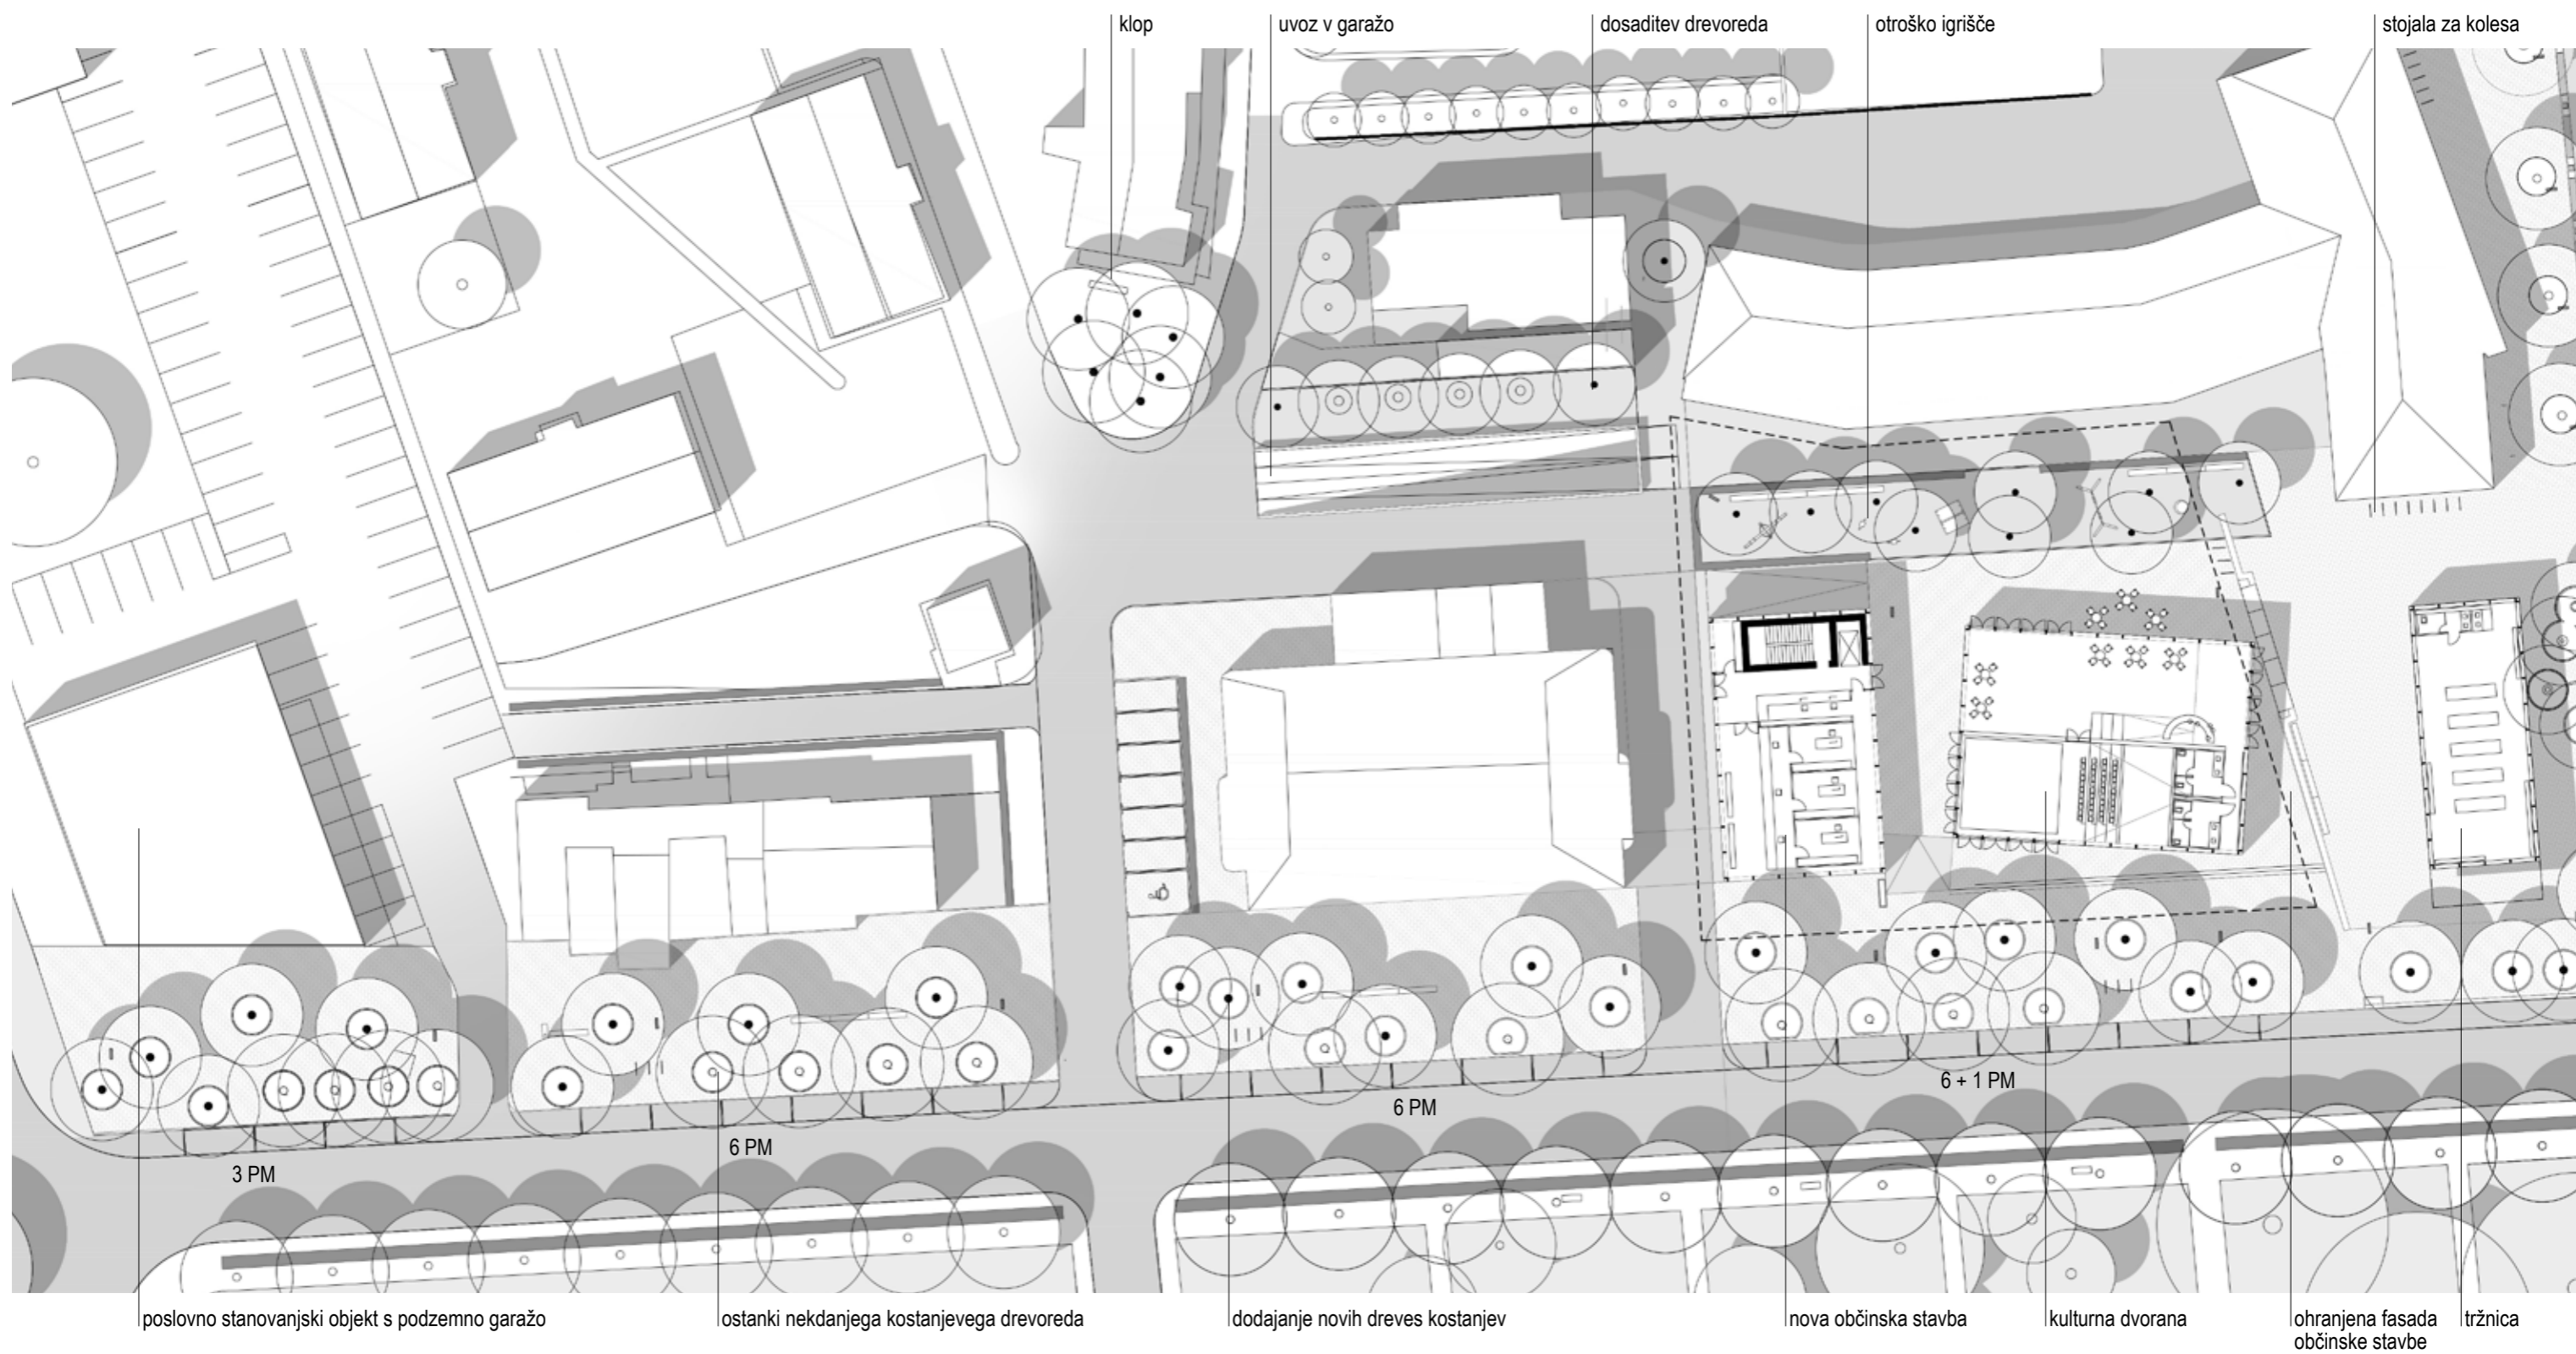 klop
uvoz v garažo
dosaditev drevoreda
otroško igrišče
stojala za kolesa
6 + 1 PM
6 PM
6 PM
3 PM
poslovno stanovanjski objekt s podzemno garažo
ostanki nekdanjega kostanjevega drevoreda
dodajanje novih dreves kostanjev
nova občinska stavba
kulturna dvorana
ohranjena fasada
občinske stavbe
tržnica